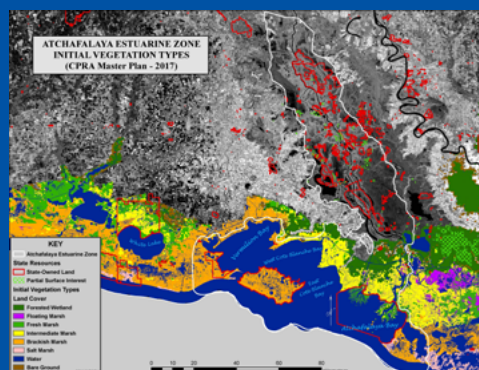 ATCHAFALAYA ESTUARINE ZONE
INITIAL VEGETATION TYPES
(CPRA Master Plan - 2017)
White Lake
Vermilion Bay
West Cote Blanche Bay
East
Cote Blanche
Bay
Atchafalaya Bay
KEY
Atchafalaya Estuarine Zone
State Resources
State-Owned Land
Partial Surface Interest
Initial Vegetation Types
Land Cover
Forested Wetland
Floating Marsh
Fresh Marsh
Intermediate Marsh
Brackish Marsh
Salt Marsh
Water
Bare Ground
0
20
40
60
80